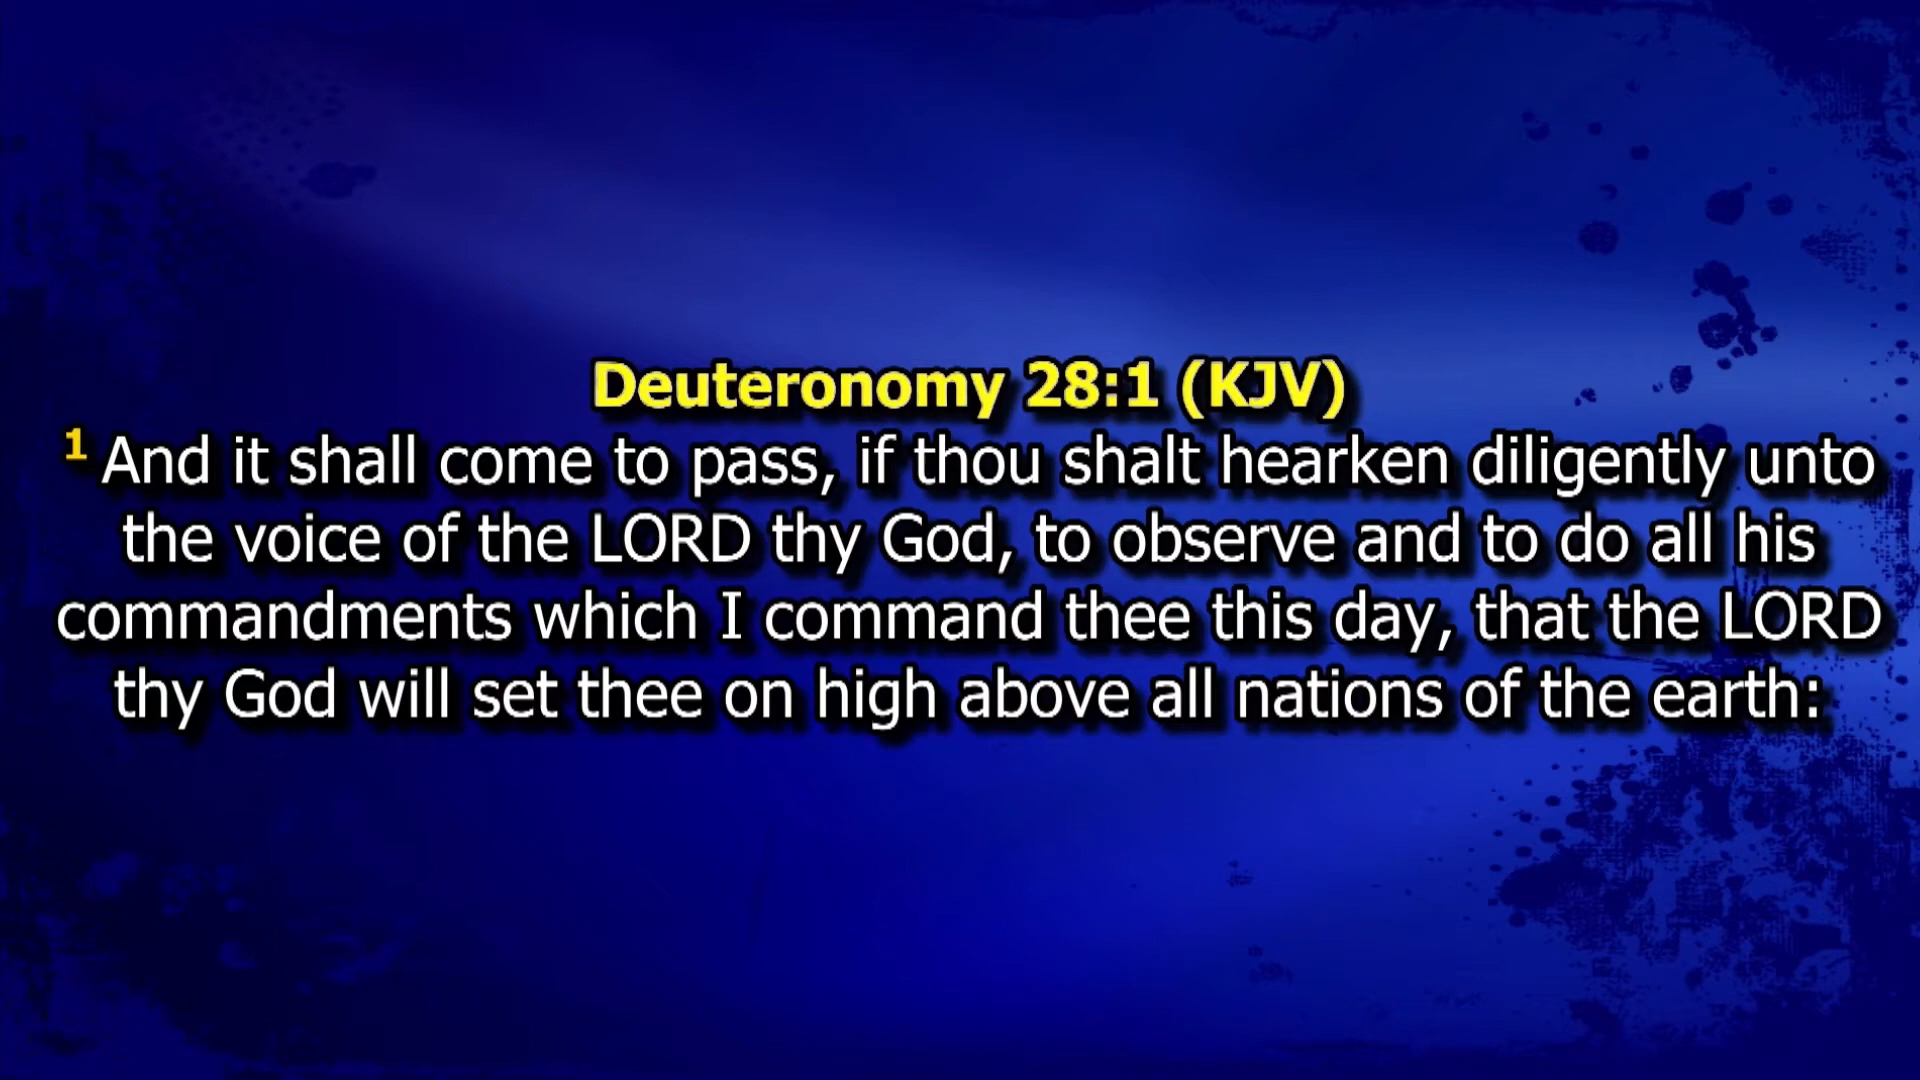 Deuteronomy 28:1 (KJV)
1 And it shall come to pass, if thou shalt hearken diligently unto
the voice of the LORD thy God, to observe and to do all his
commandments which I command thee this day, that the LORD
thy God will set thee on high above all nations of the earth: